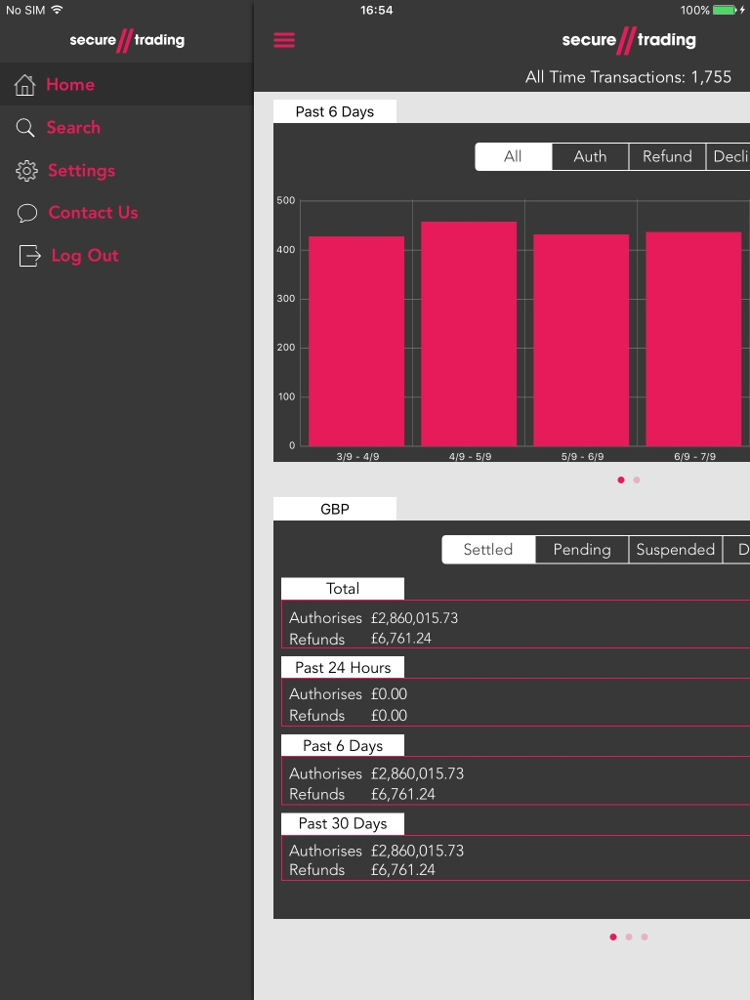 No SIM 16:54 100%
secure//trading
Home
Search
Settings
Contact Us
Log Out
secure//trading
All Time Transactions: 1,755
Past 6 Days
All Auth Refund Decli
500
400
300
200
100
0
3/9 - 4/9 4/9 - 5/9 5/9 - 6/9 6/9 - 7/9
GBP
Settled Pending Suspended D
Total
Authorises £2,860,015.73
Refunds £6,761.24
Past 24 Hours
Authorises £0.00
Refunds £0.00
Past 6 Days
Authorises £2,860,015.73
Refunds £6,761.24
Past 30 Days
Authorises £2,860,015.73
Refunds £6,761.24